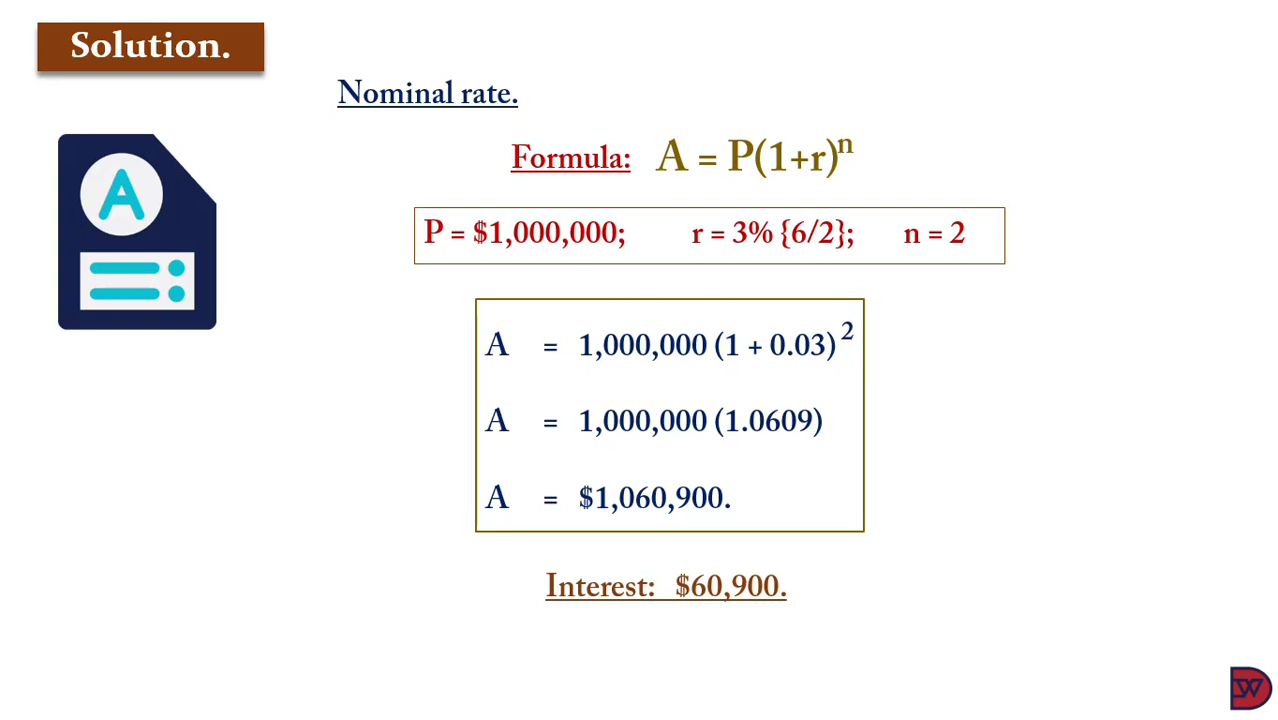 Solution.
Nominal rate.
Formula: A = P(1+r)ⁿ
P = $1,000,000; r = 3% {6/2}; n = 2
A
A = 1,000,000 (1 + 0.03)²
A = 1,000,000 (1.0609)
A = $1,060,900.
Interest: $60,900.
DW